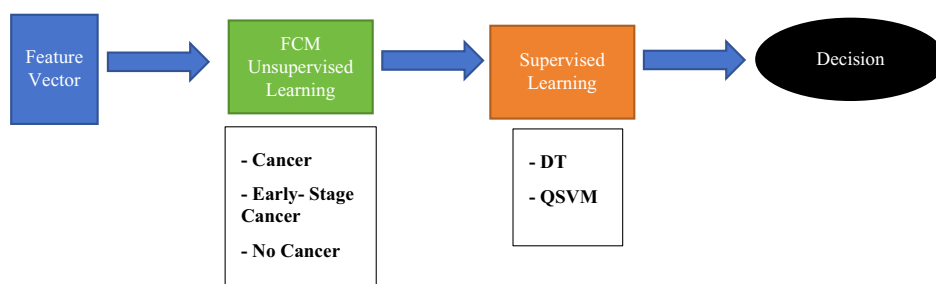 Feature
Vector
FCM
Unsupervised
Learning
Supervised
Learning
Decision
- Cancer
- Early- Stage
Cancer
- No Cancer
- DT
- QSVM